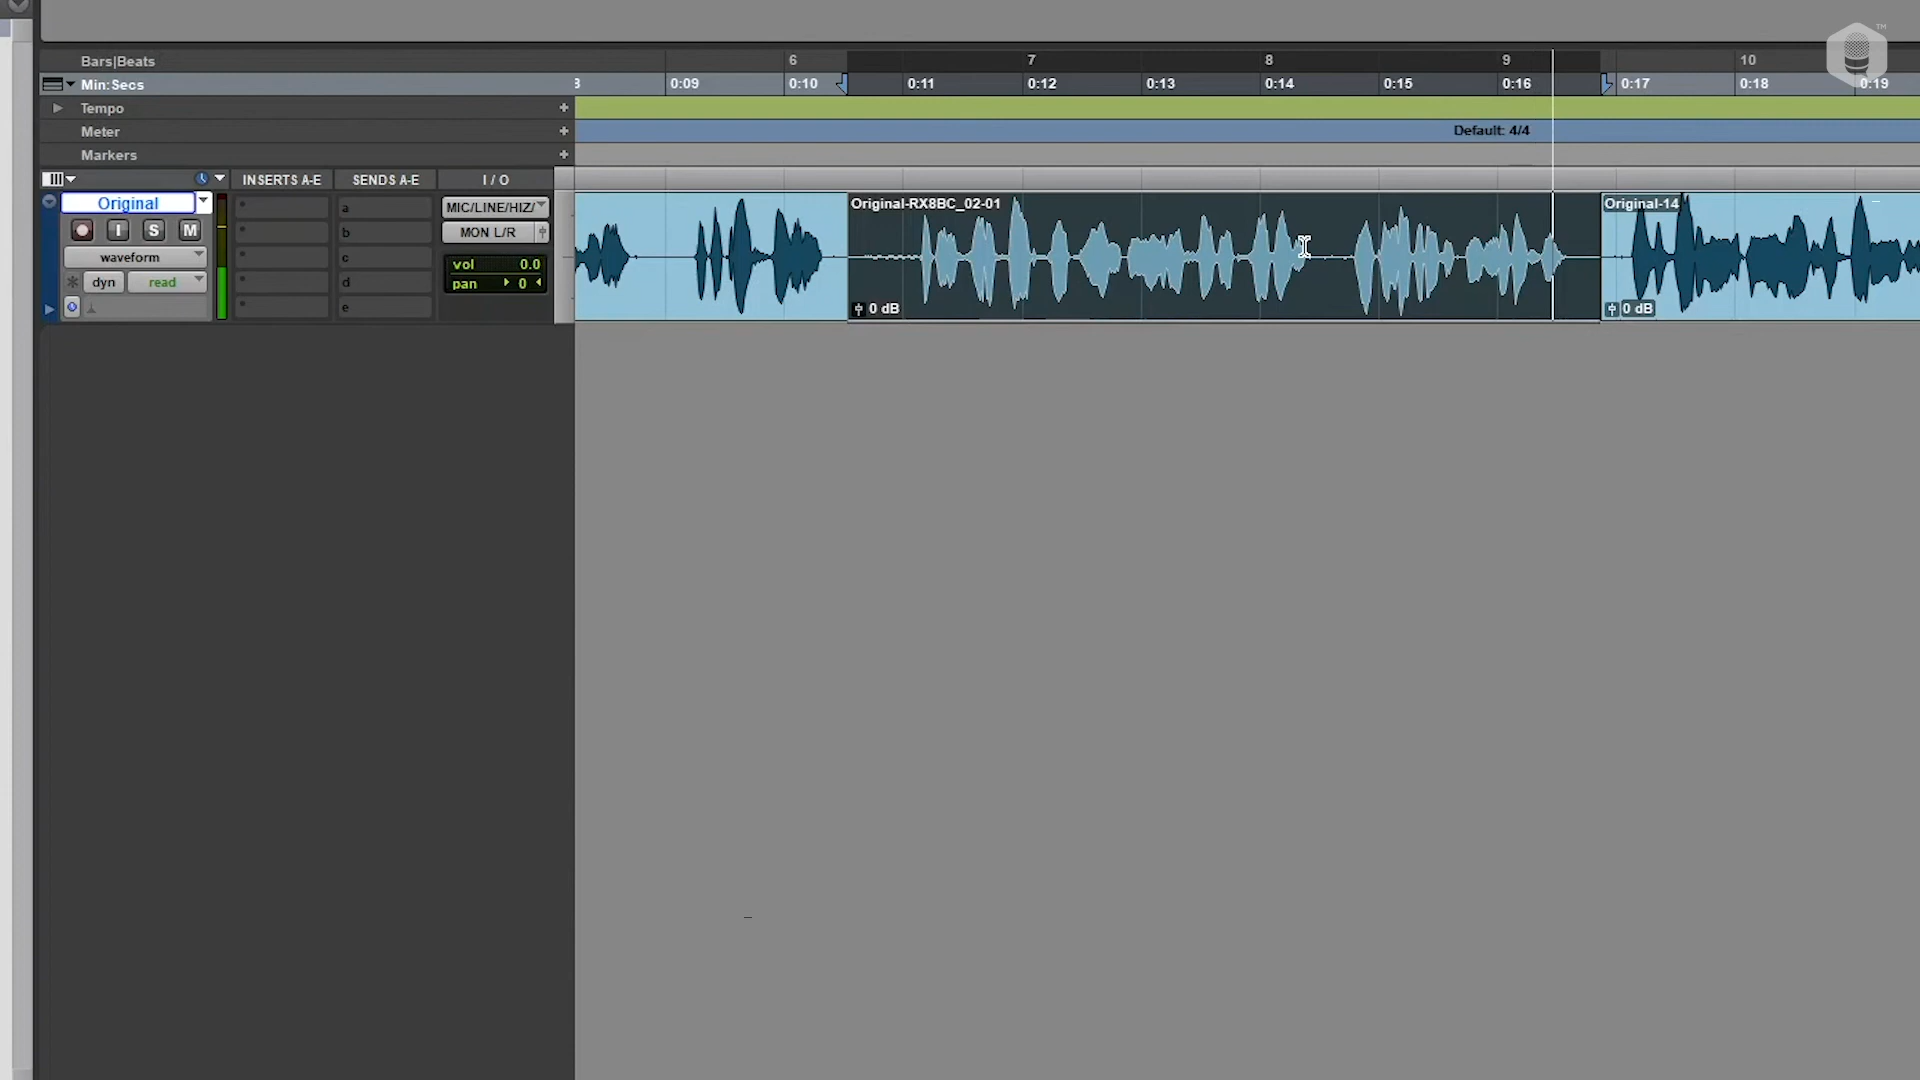 Bars|Beats 6 7 8 9 10
Min:Secs 0:09 0:10 0:11 0:12 0:13 0:14 0:15 0:16 0:17 0:18 0:19
Tempo +
Meter + Default: 4/4
Markers +
INSERTS A-E SENDS A-E I / O
Original a MIC/LINE/HIZ/ Original-RX8BC_02-01 Original-14
I S M b MON L/R
waveform c vol 0.0
dyn read d pan 0
e 0 dB 0 dB
TM